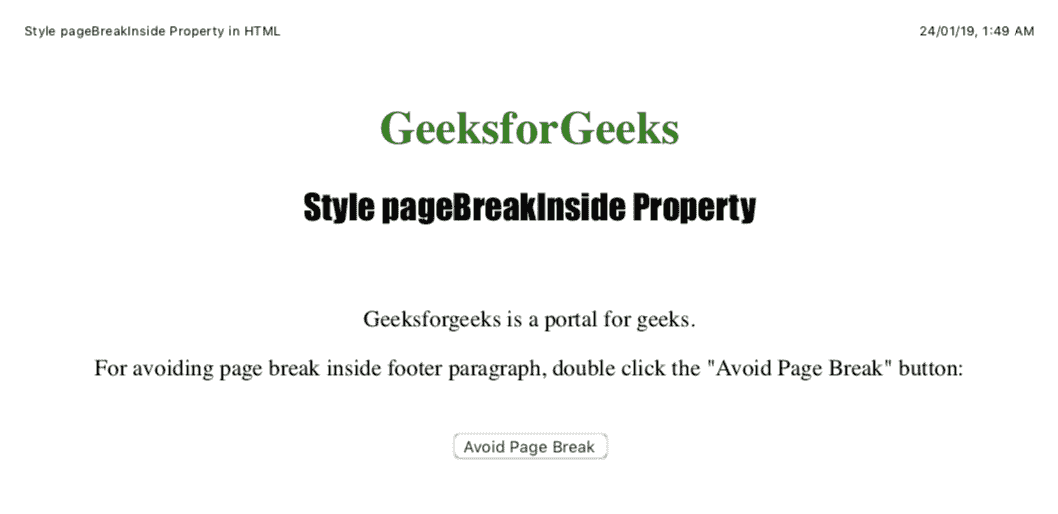 Style pageBreakInside Property in HTML 24/01/19, 1:49 AM
GeeksforGeeks
Style pageBreakInside Property
Geeksforgeeks is a portal for geeks.
For avoiding page break inside footer paragraph, double click the "Avoid Page Break" button:
Avoid Page Break